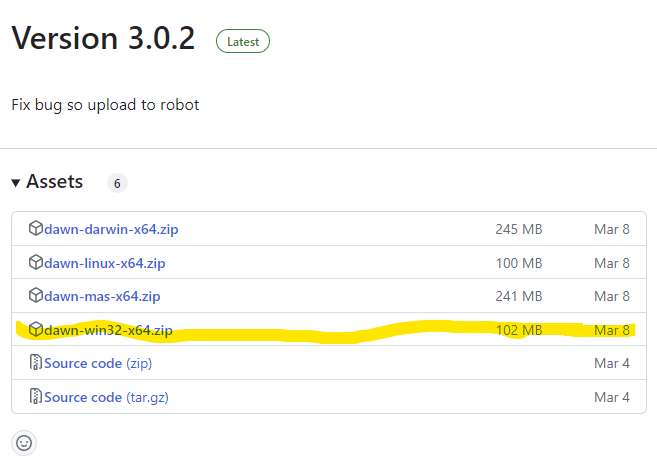 Version 3.0.2 Latest
Fix bug so upload to robot
Assets 6
dawn-darwin-x64.zip 245 MB Mar 8
dawn-linux-x64.zip 100 MB Mar 8
dawn-mas-x64.zip 241 MB Mar 8
dawn-win32-x64.zip 102 MB Mar 8
Source code (zip) Mar 4
Source code (tar.gz) Mar 4